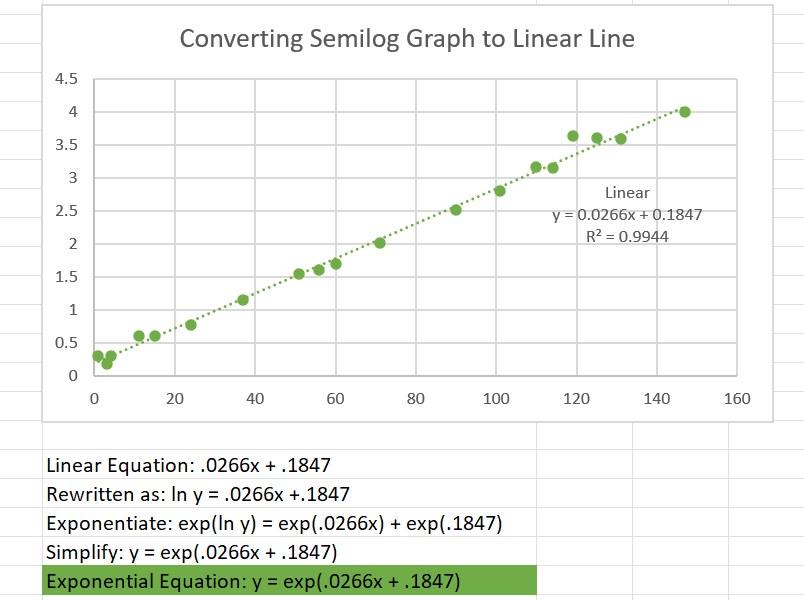 Converting Semilog Graph to Linear Line
4.5
4
3.5
3
2.5
2
1.5
1
0.5
0
0 20 40 60 80 100 120 140 160
Linear
y = 0.0266x + 0.1847
R² = 0.9944
Linear Equation: .0266x + .1847
Rewritten as: ln y = .0266x +.1847
Exponentiate: exp(ln y) = exp(.0266x) + exp(.1847)
Simplify: y = exp(.0266x + .1847)
Exponential Equation: y = exp(.0266x + .1847)